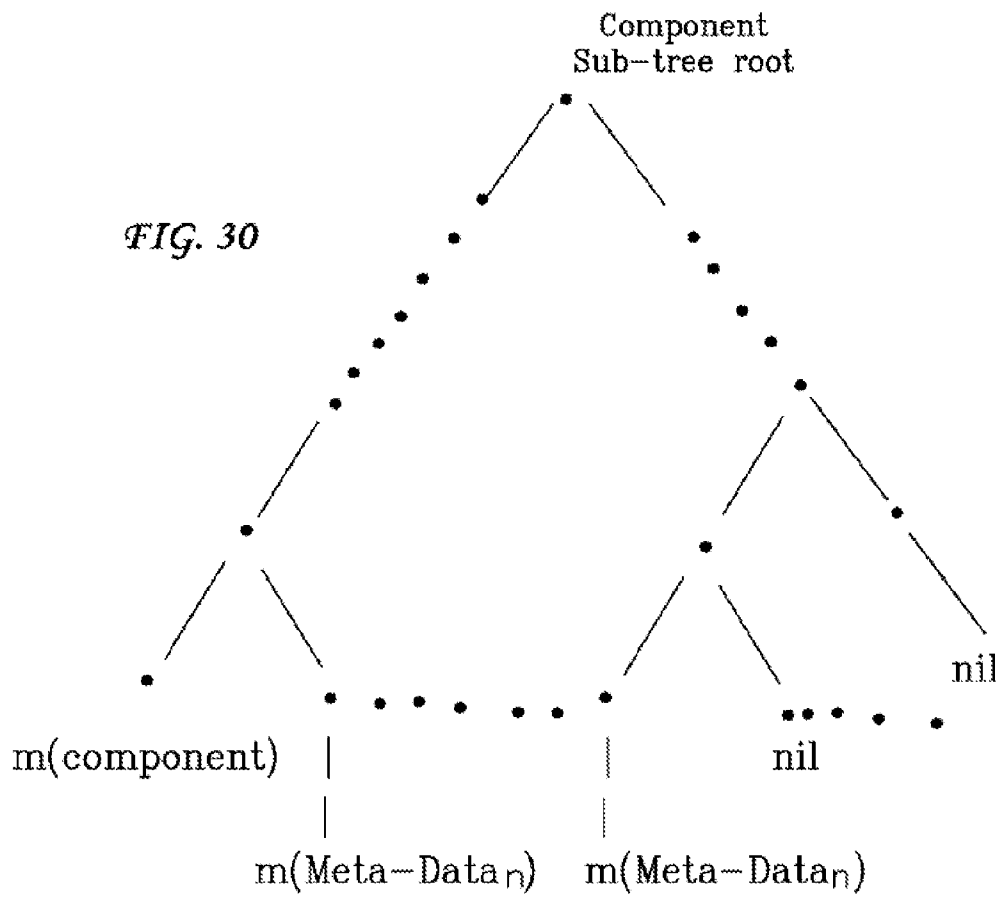 Component
Sub-tree root
FIG. 30
nil
m(component)
nil
m(Meta-Dataₙ)
m(Meta-Dataₙ)